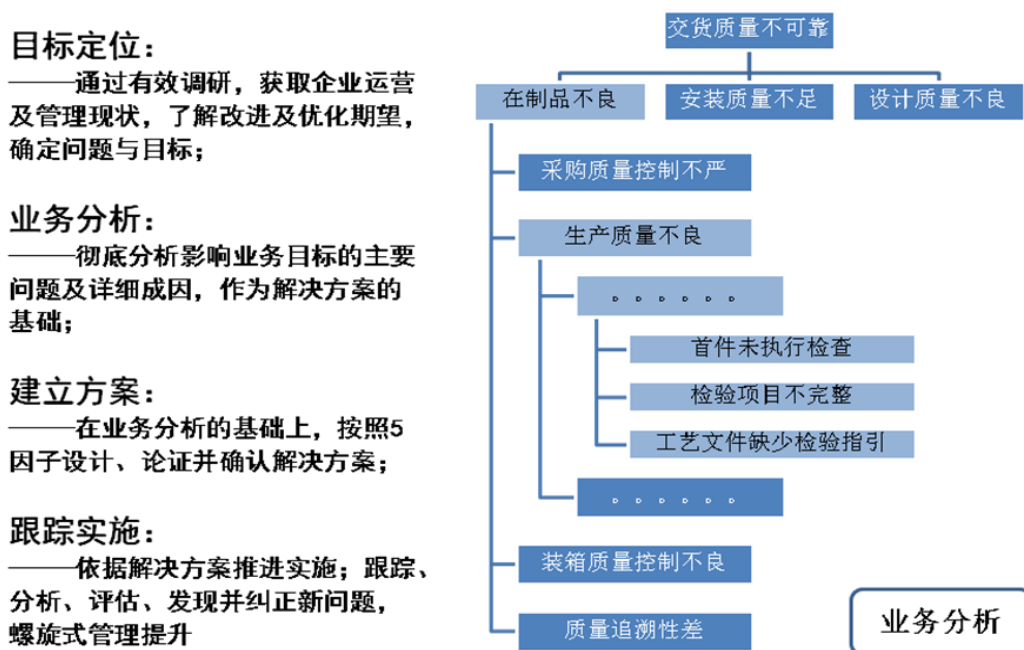 目标定位：
——通过有效调研，获取企业运营
及管理现状，了解改进及优化期望，
确定问题与目标；
业务分析：
——彻底分析影响业务目标的主要
问题及详细成因，作为解决方案的
基础；
建立方案：
——在业务分析的基础上，按照5
因子设计、论证并确认解决方案；
跟踪实施：
——依据解决方案推进实施；跟踪、
分析、评估、发现并纠正新问题，
螺旋式管理提升
交货质量不可靠
在制品不良
安装质量不足
设计质量不良
采购质量控制不严
生产质量不良
。。。。。。
首件未执行检查
检验项目不完整
工艺文件缺少检验指引
。。。。。。
装箱质量控制不良
质量追溯性差
业务分析